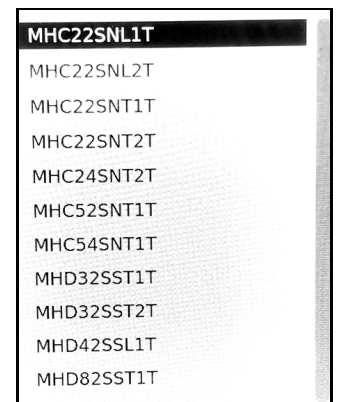 MHC22SNL1T
MHC22SNL2T
MHC22SNT1T
MHC22SNT2T
MHC24SNT2T
MHC52SNT1T
MHC54SNT1T
MHD32SST1T
MHD32SST2T
MHD42SSL1T
MHD82SST1T